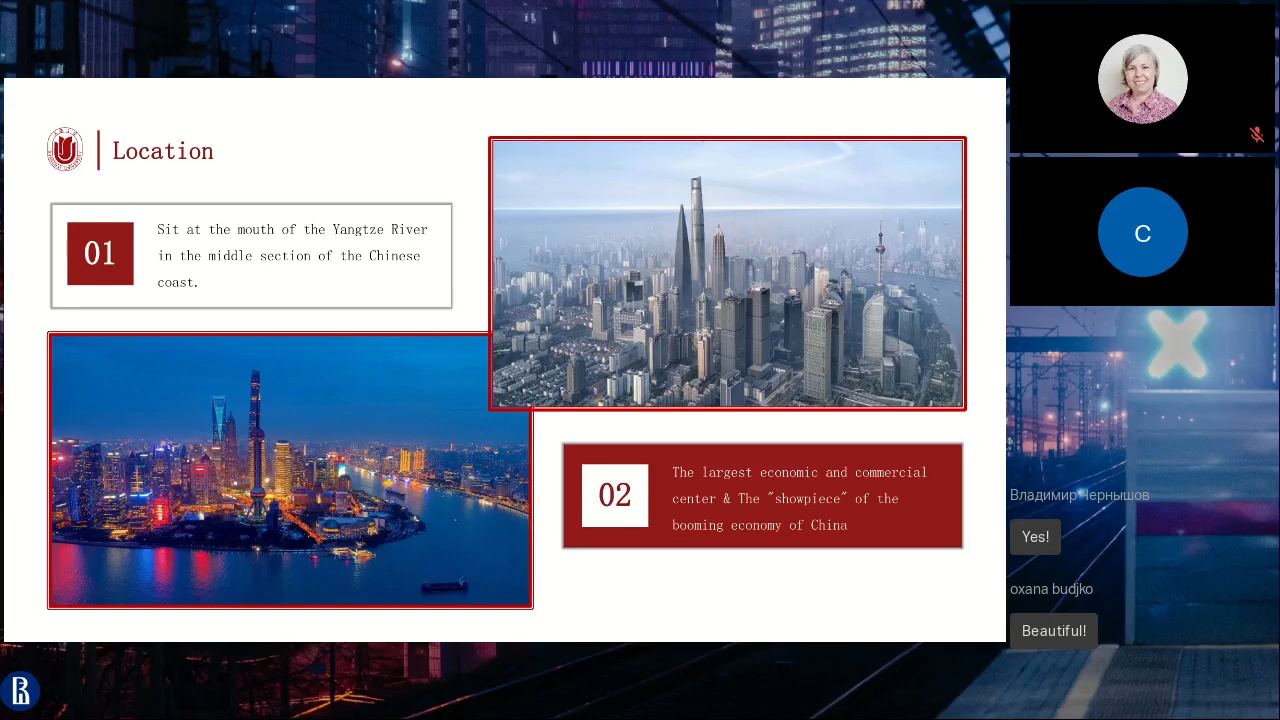 Location
01
Sit at the mouth of the Yangtze River
in the middle section of the Chinese
coast.
02
The largest economic and commercial
center & The "showpiece" of the
booming economy of China
C
Владимир Чернышов
Yes!
oxana budjko
Beautiful!